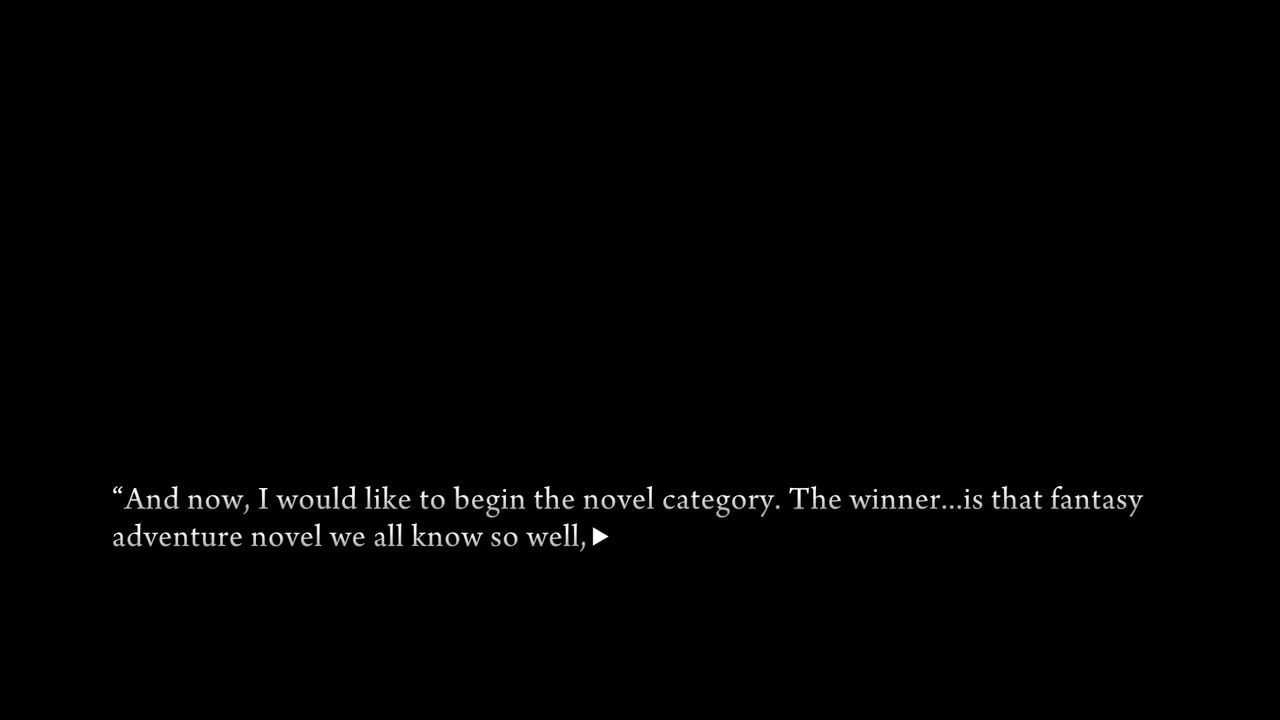 “And now, I would like to begin the novel category. The winner...is that fantasy
adventure novel we all know so well,